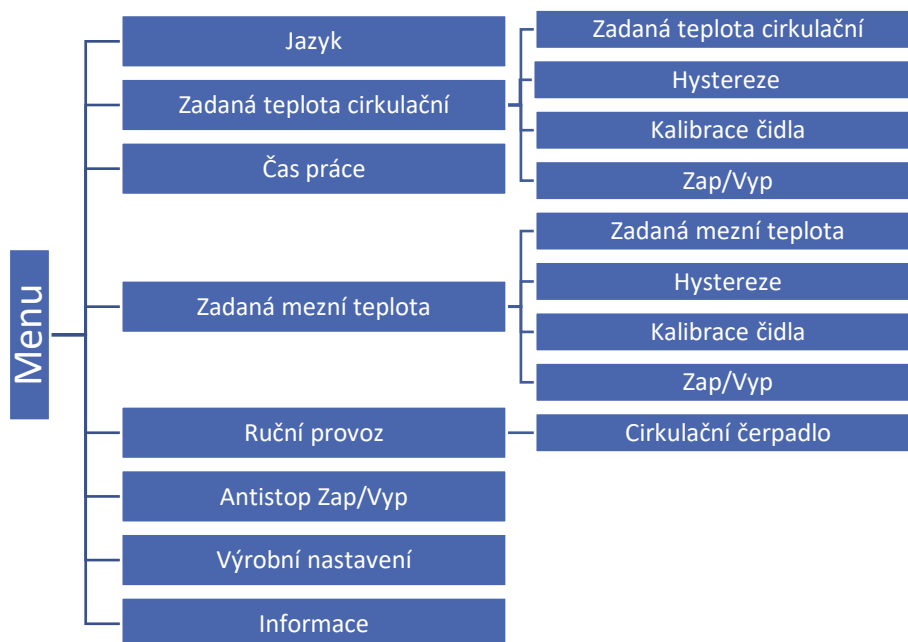 Menu
Jazyk
Zadaná teplota cirkulační
Zadaná teplota cirkulační
Hystereze
Kalibrace čidla
Zap/Vyp
Čas práce
Zadaná mezní teplota
Zadaná mezní teplota
Hystereze
Kalibrace čidla
Zap/Vyp
Ruční provoz
Cirkulační čerpadlo
Antistop Zap/Vyp
Výrobní nastavení
Informace